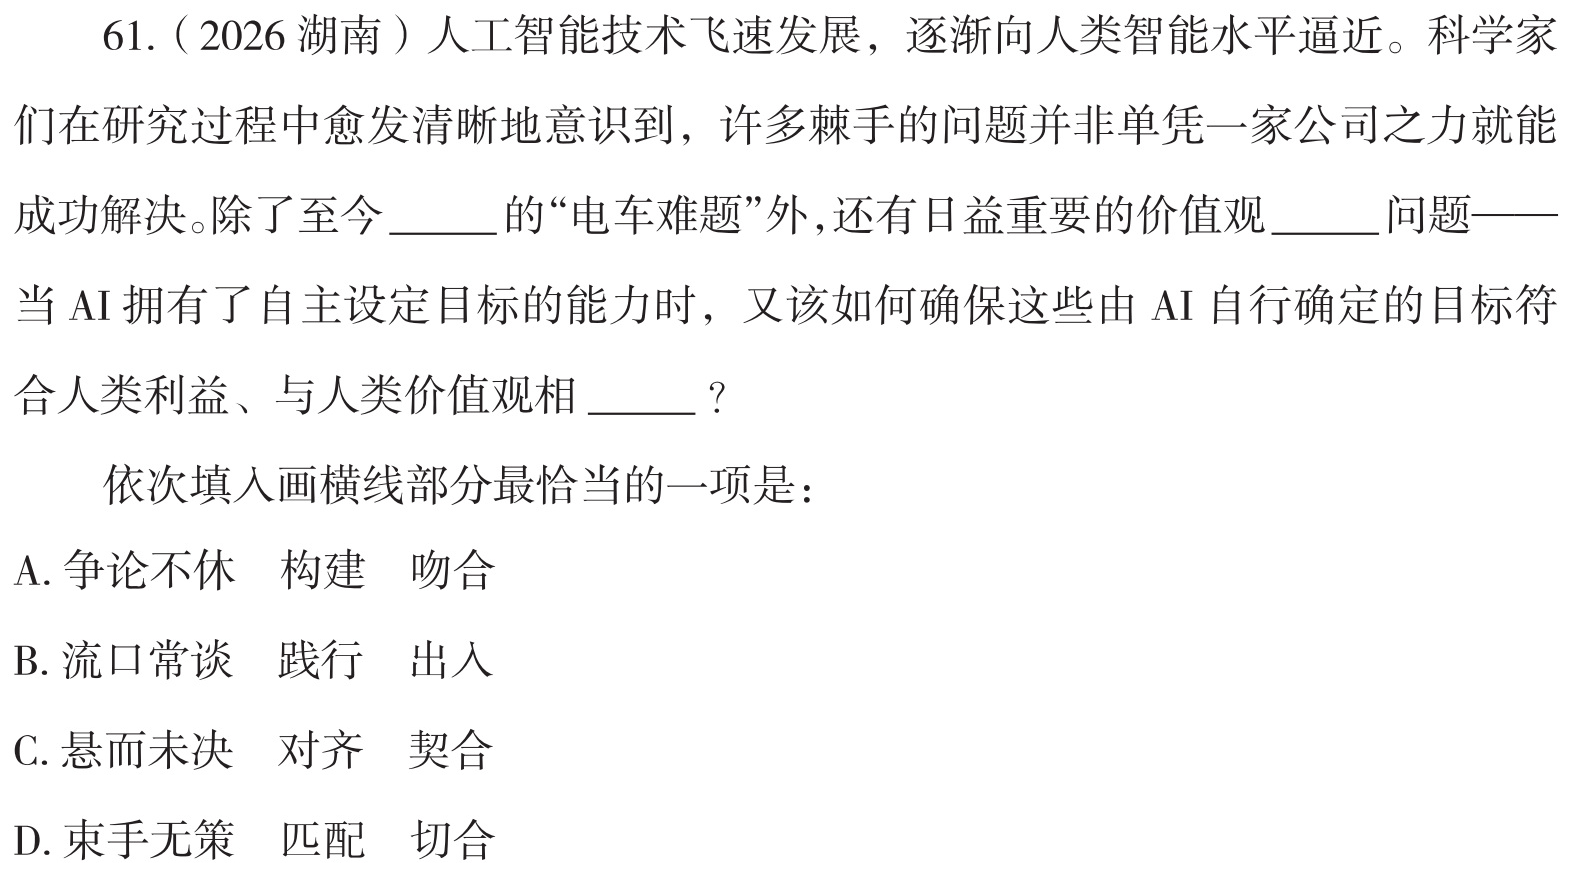 61.（2026 湖南）人工智能技术飞速发展，逐渐向人类智能水平逼近。科学家
们在研究过程中愈发清晰地意识到，许多棘手的问题并非单凭一家公司之力就能
成功解决。除了至今_____的“电车难题”外，还有日益重要的价值观_____问题——
当 AI 拥有了自主设定目标的能力时，又该如何确保这些由 AI 自行确定的目标符
合人类利益、与人类价值观相_____？
依次填入画横线部分最恰当的一项是：
A. 争论不休 构建 吻合
B. 流口常谈 践行 出入
C. 悬而未决 对齐 契合
D. 束手无策 匹配 切合